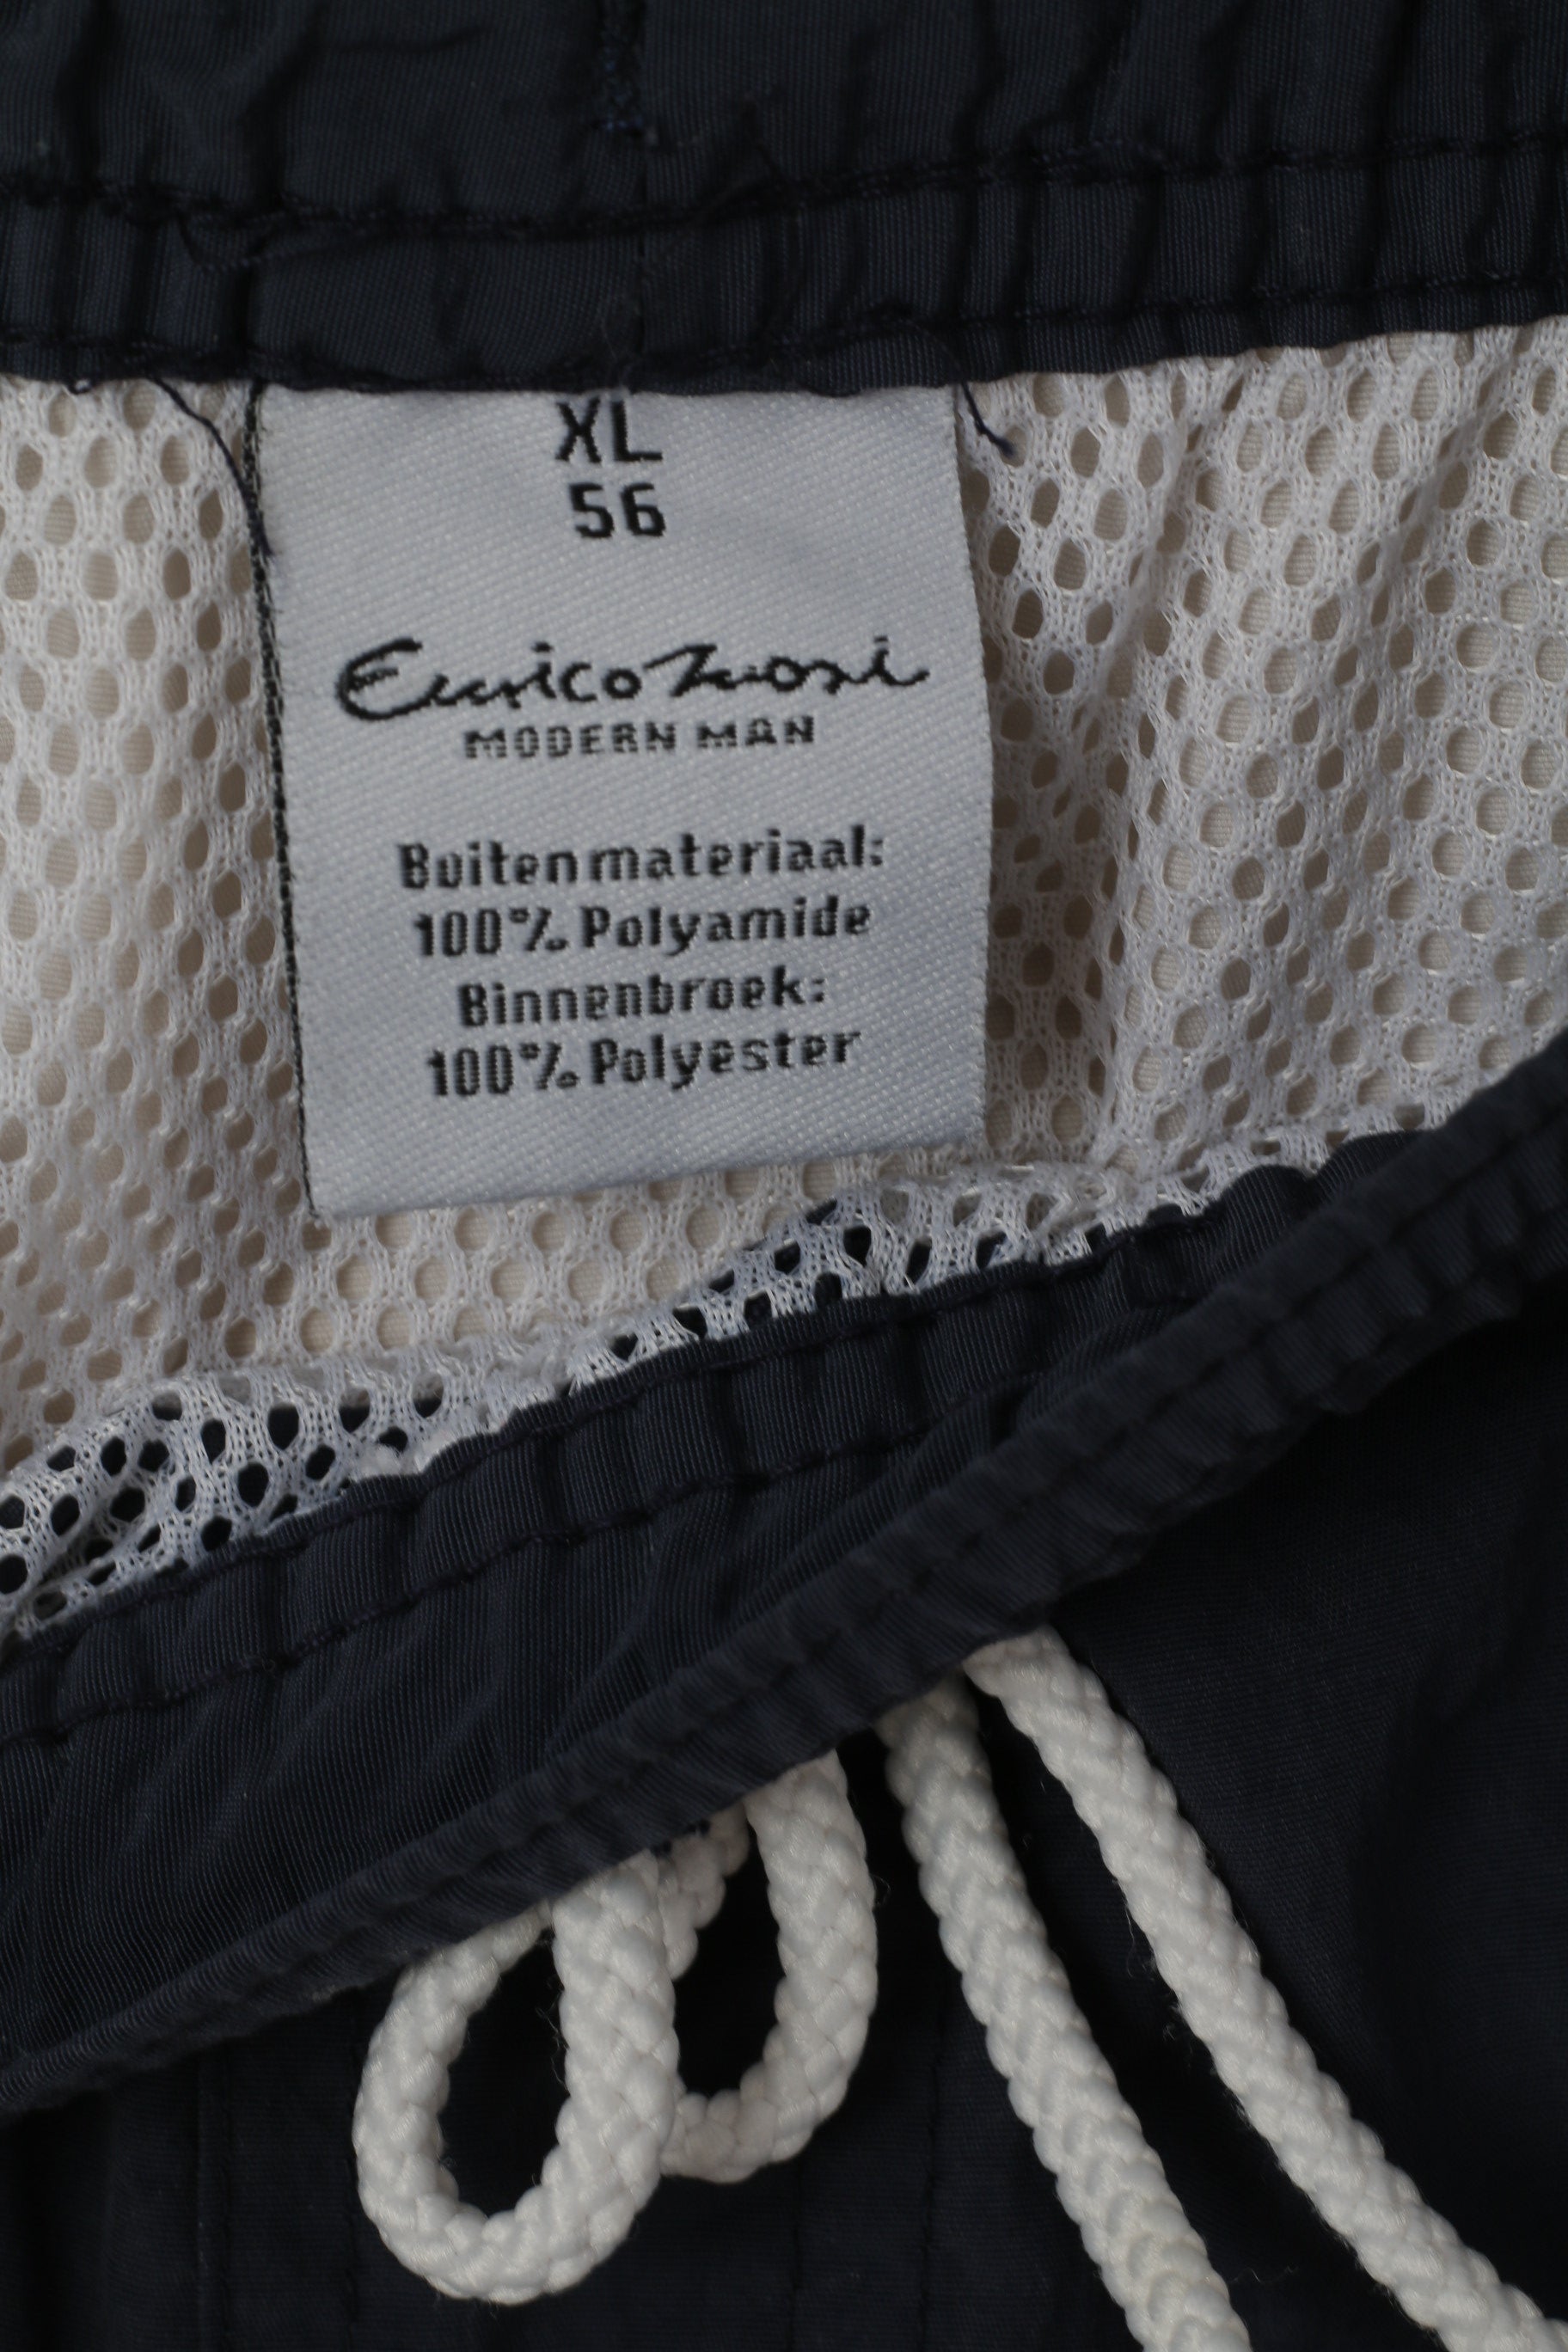 XL
56
Enrico Mori
MODERN MAN
Buitenmateriaal:
100% Polyamide
Binnenbroek:
100% Polyester